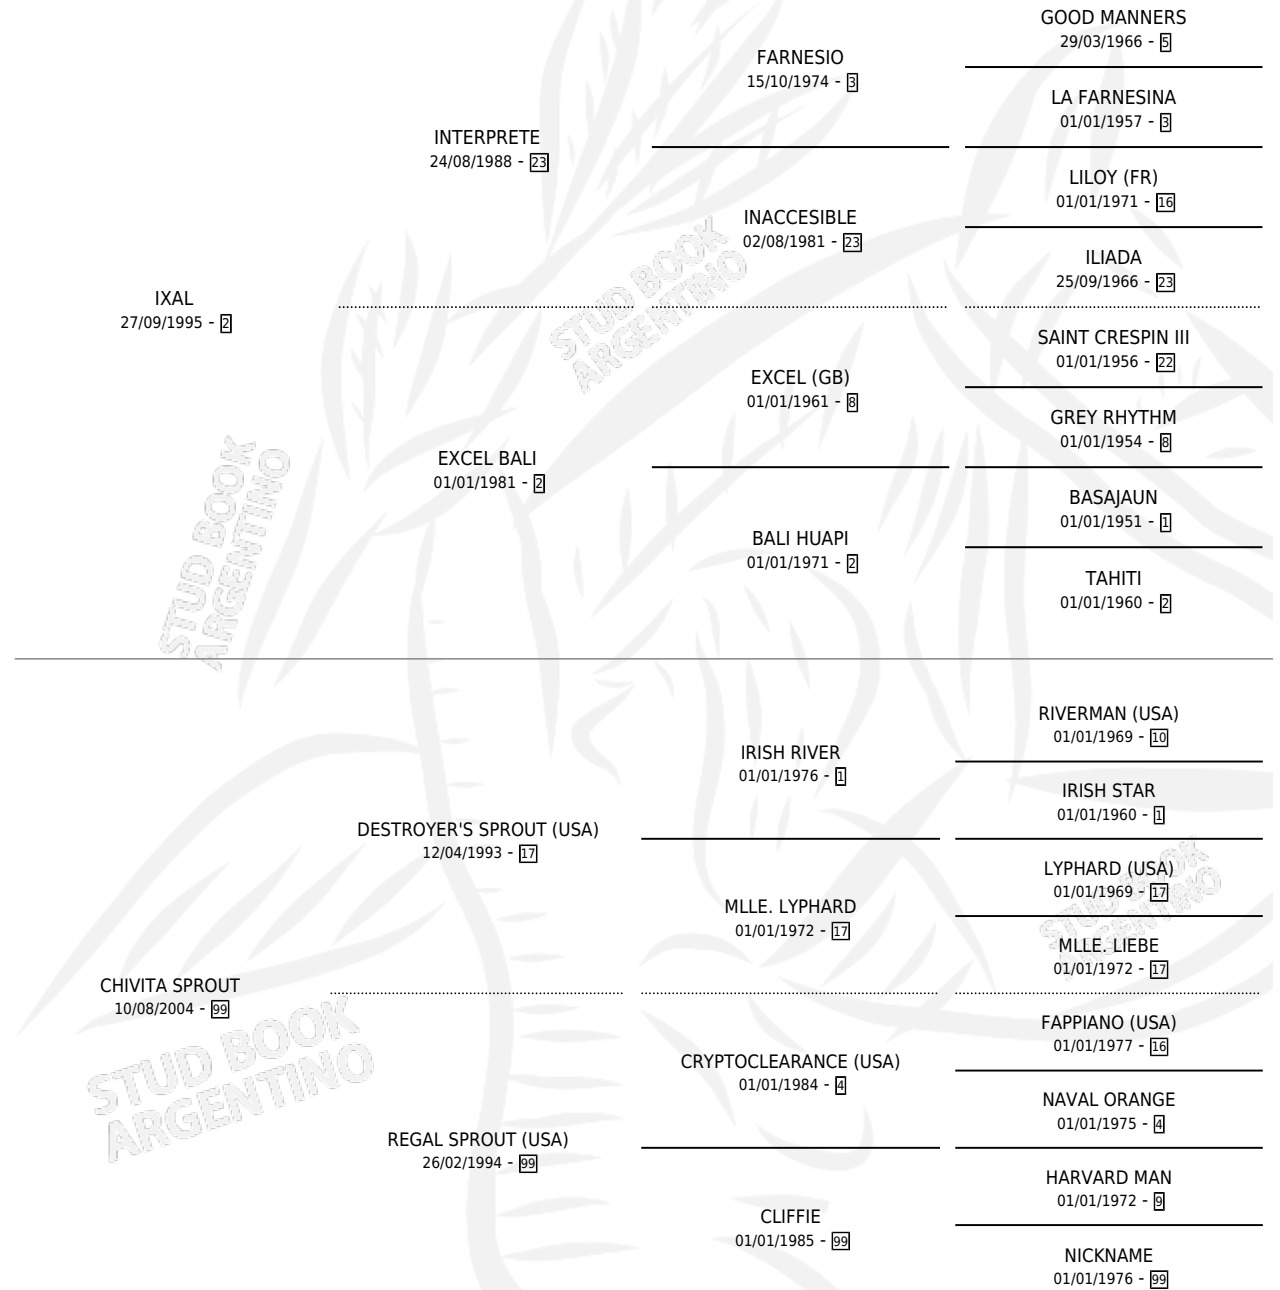 GOOD MANNERS
29/03/1966 - 5
FARNESIO
15/10/1974 - 3
LA FARNESINA
01/01/1957 - 3
INTERPRETE
24/08/1988 - 23
LILOY (FR)
01/01/1971 - 16
INACCESIBLE
02/08/1981 - 23
ILIADA
25/09/1966 - 23
IXAL
27/09/1995 - 2
STUD BOOK
ARGENTINO
SAINT CRESPIN III
01/01/1956 - 22
EXCEL (GB)
01/01/1961 - 8
GREY RHYTHM
01/01/1954 - 8
EXCEL BALI
01/01/1981 - 2
BASAJAUN
01/01/1951 - 1
BALI HUAPI
01/01/1971 - 2
TAHITI
01/01/1960 - 2
STUD BOOK
ARGENTINO
RIVERMAN (USA)
01/01/1969 - 10
IRISH RIVER
01/01/1976 - 1
IRISH STAR
01/01/1960 - 1
DESTROYER'S SPROUT (USA)
12/04/1993 - 17
LYPHARD (USA)
01/01/1969 - 17
MLLE. LYPHARD
01/01/1972 - 17
STUD BOOK
ARGENTINO
MLLE. LIEBE
01/01/1972 - 17
CHIVITA SPROUT
10/08/2004 - 99
STUD BOOK
ARGENTINO
FAPPIANO (USA)
01/01/1977 - 16
CRYPTOCLEARANCE (USA)
01/01/1984 - 4
NAVAL ORANGE
01/01/1975 - 4
REGAL SPROUT (USA)
26/02/1994 - 99
HARVARD MAN
01/01/1972 - 9
CLIFFIE
01/01/1985 - 99
NICKNAME
01/01/1976 - 99